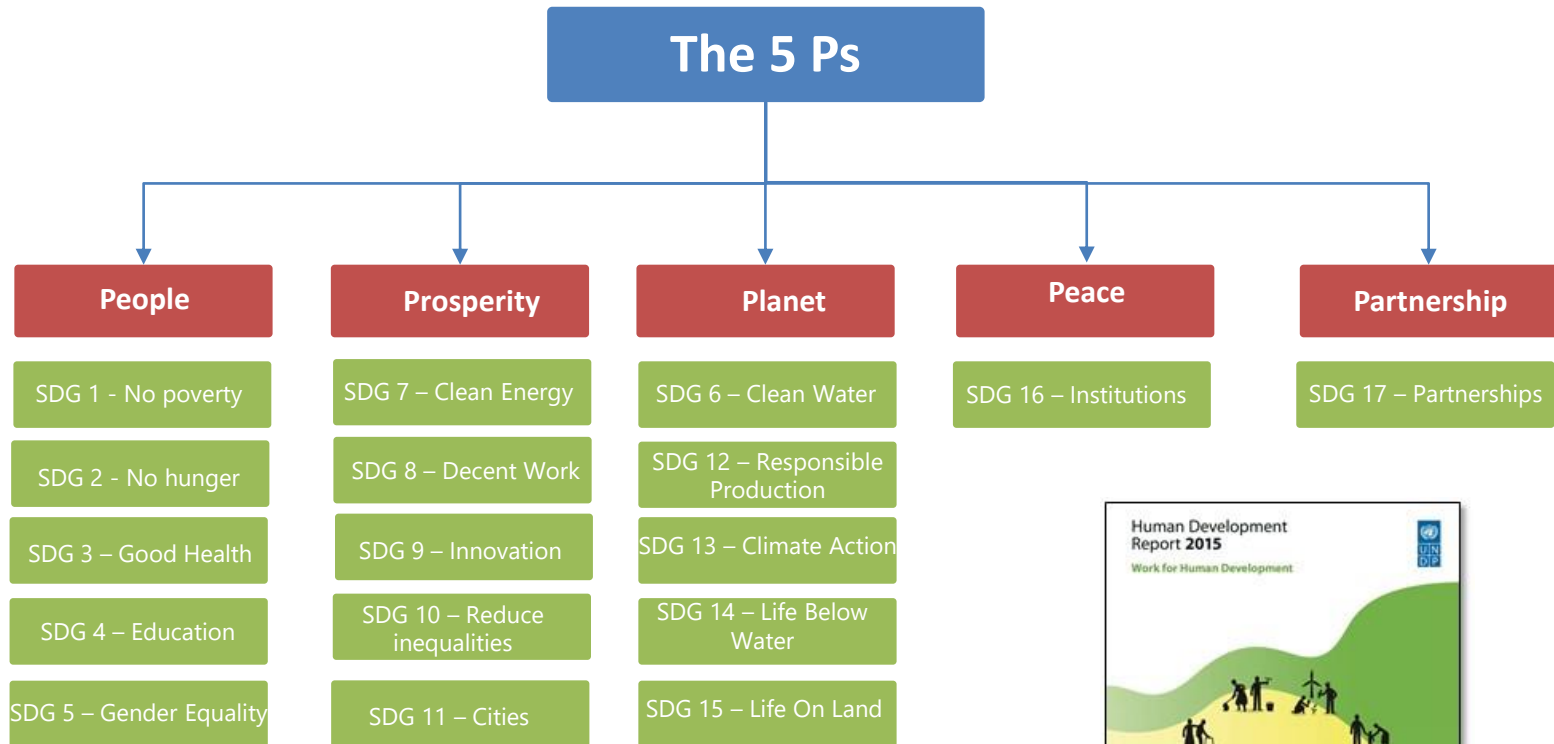 The 5 Ps
People
Prosperity
Planet
Peace
Partnership
SDG 1 - No poverty
SDG 2 - No hunger
SDG 3 – Good Health
SDG 4 – Education
SDG 5 – Gender Equality
SDG 7 – Clean Energy
SDG 8 – Decent Work
SDG 9 – Innovation
SDG 10 – Reduce
inequalities
SDG 11 – Cities
SDG 6 – Clean Water
SDG 12 – Responsible
Production
SDG 13 – Climate Action
SDG 14 – Life Below
Water
SDG 15 – Life On Land
SDG 16 – Institutions
SDG 17 – Partnerships
Human Development
Report 2015
Work for Human Development
U N
D P